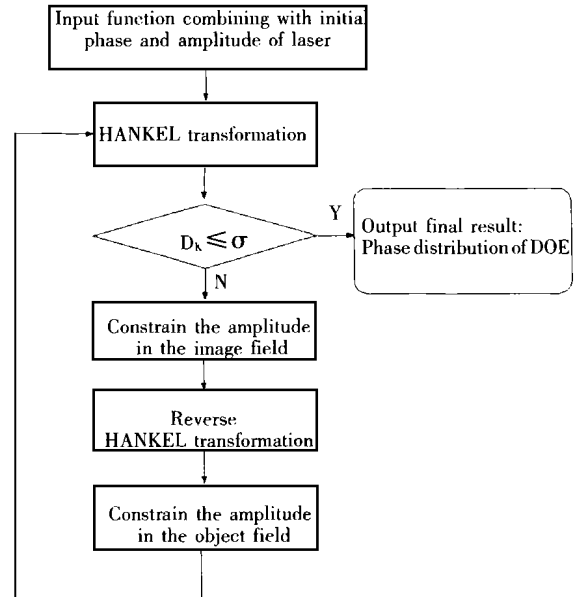 Input function combining with initial
phase and amplitude of laser
HANKEL transformation
Dₖ ≤ σ
Y
Output final result:
Phase distribution of DOE
N
Constrain the amplitude
in the image field
Reverse
HANKEL transformation
Constrain the amplitude
in the object field